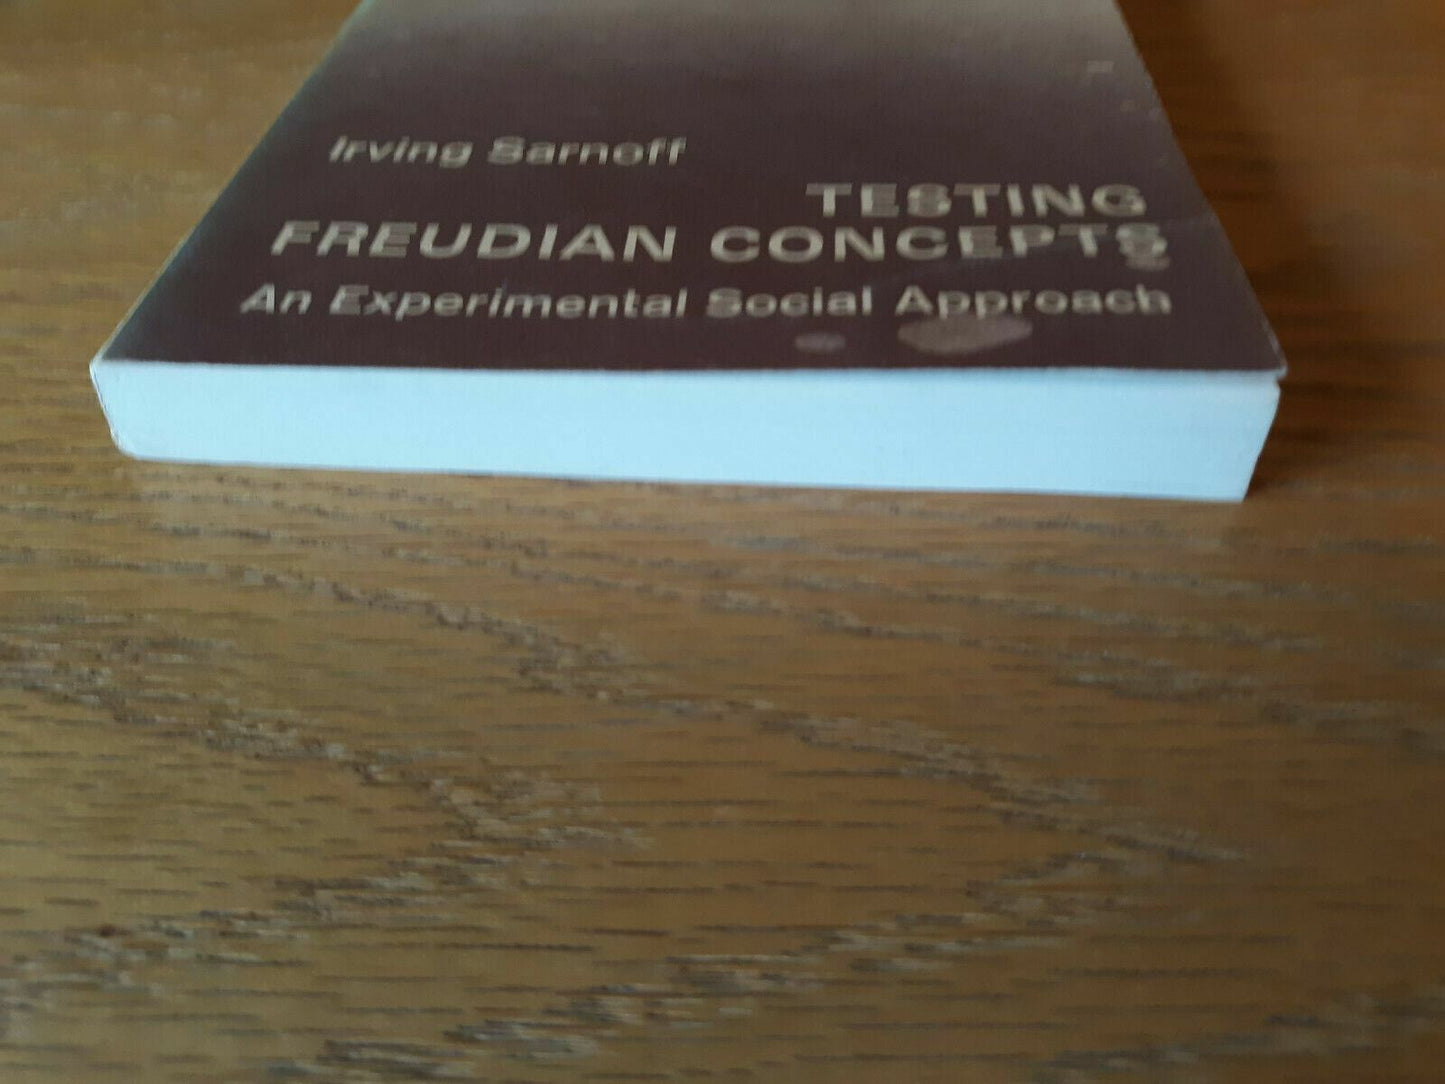 Irving Sarnoff
TESTING
FREUDIAN CONCEPTS
An Experimental Social Approach